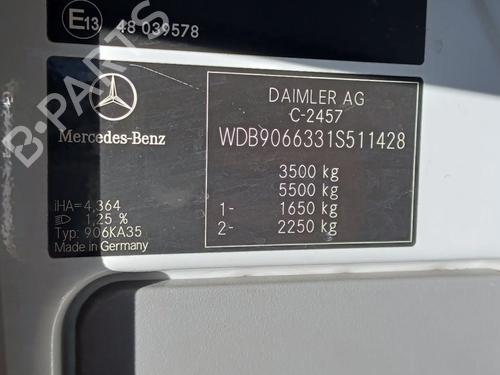 E13
48 039578
B-PARTS
Mercedes-Benz
iHA=4,364
1,25 %
Typ: 906KA35
Made in Germany
DAIMLER AG
C-2457
WDB9066331S511428
3500 kg
5500 kg
1- 1650 kg
2- 2250 kg